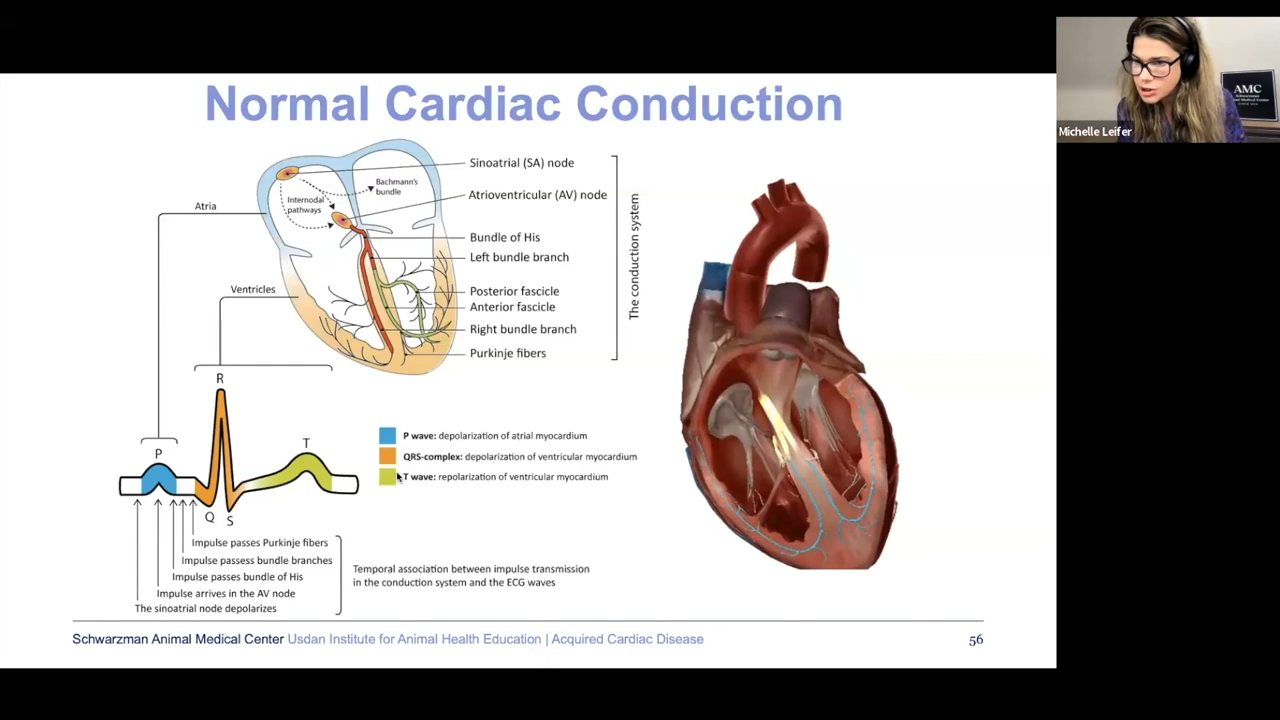 Normal Cardiac Conduction
AMC
Michelle Leifer
Sinoatrial (SA) node
Bachmann's
bundle
Atrioventricular (AV) node
Internodal
pathways
Atria
Bundle of His
Left bundle branch
The conduction system
Ventricles
Posterior fascicle
Anterior fascicle
Right bundle branch
Purkinje fibers
R
P
T
Q
S
P wave: depolarization of atrial myocardium
QRS-complex: depolarization of ventricular myocardium
T wave: repolarization of ventricular myocardium
Impulse passes Purkinje fibers
Impulse passess bundle branches
Impulse passes bundle of His
Impulse arrives in the AV node
The sinoatrial node depolarizes
Temporal association between impulse transmission
in the conduction system and the ECG waves
Schwarzman Animal Medical Center Usdan Institute for Animal Health Education | Acquired Cardiac Disease
56